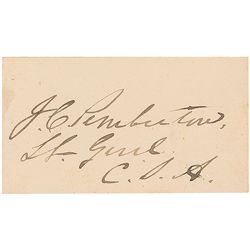 J. C. Pemberton,
Lt. Genl.
C. S. A.